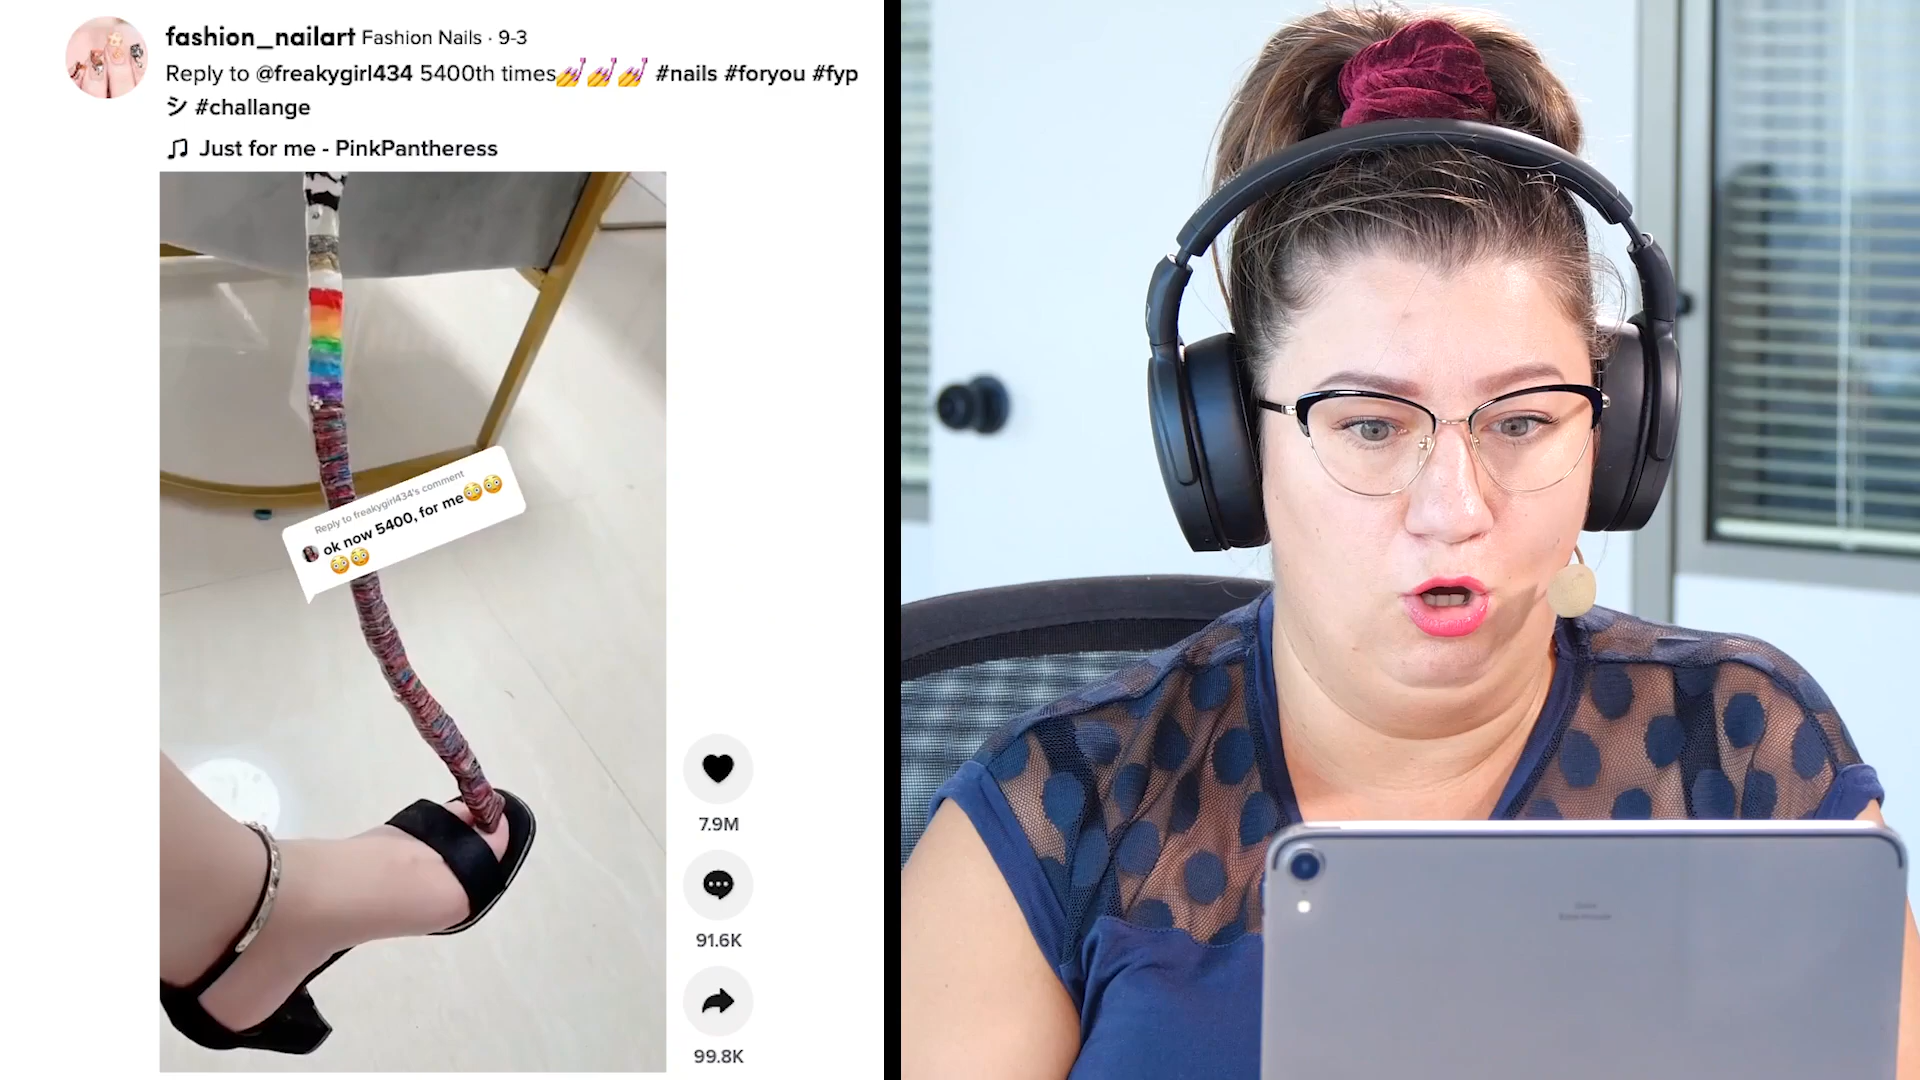 fashion_nailart Fashion Nails · 9-3
Reply to @freakygirl434 5400th times💅💅💅 #nails #foryou #fyp
シ #challange
Just for me - PinkPantheress
Reply to freakygirl434's comment
ok now 5400, for me😳😳
😳😳
7.9M
91.6K
99.8K